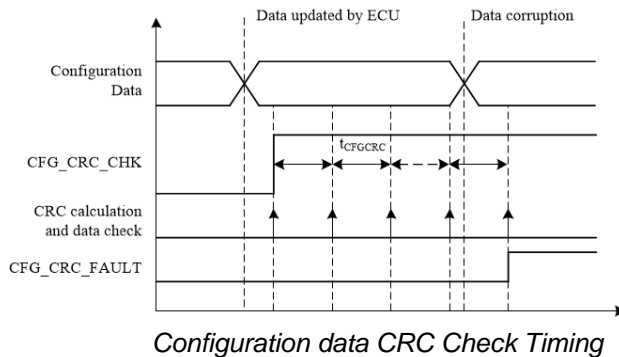 Data updated by ECU
Data corruption
Configuration
Data
tCFGCRC
CFG_CRC_CHK
CRC calculation
and data check
CFG_CRC_FAULT
Configuration data CRC Check Timing